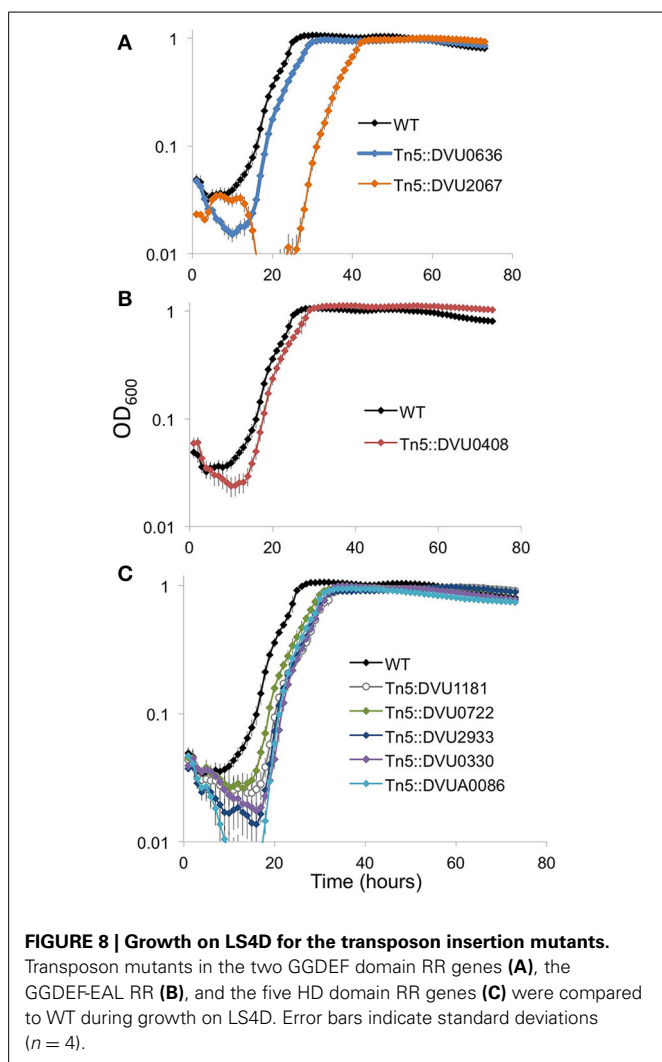 A
1
0.1
0.01
WT
Tn5::DVU0636
Tn5::DVU2067
0 20 40 60 80
B
1
0.1
0.01
OD600
WT
Tn5::DVU0408
0 20 40 60 80
C
1
0.1
0.01
WT
Tn5:DVU1181
Tn5::DVU0722
Tn5::DVU2933
Tn5::DVU0330
Tn5::DVUA0086
0 20 40 60 80
Time (hours)
FIGURE 8 | Growth on LS4D for the transposon insertion mutants.
Transposon mutants in the two GGDEF domain RR genes (A), the
GGDEF-EAL RR (B), and the five HD domain RR genes (C) were compared
to WT during growth on LS4D. Error bars indicate standard deviations
(n = 4).